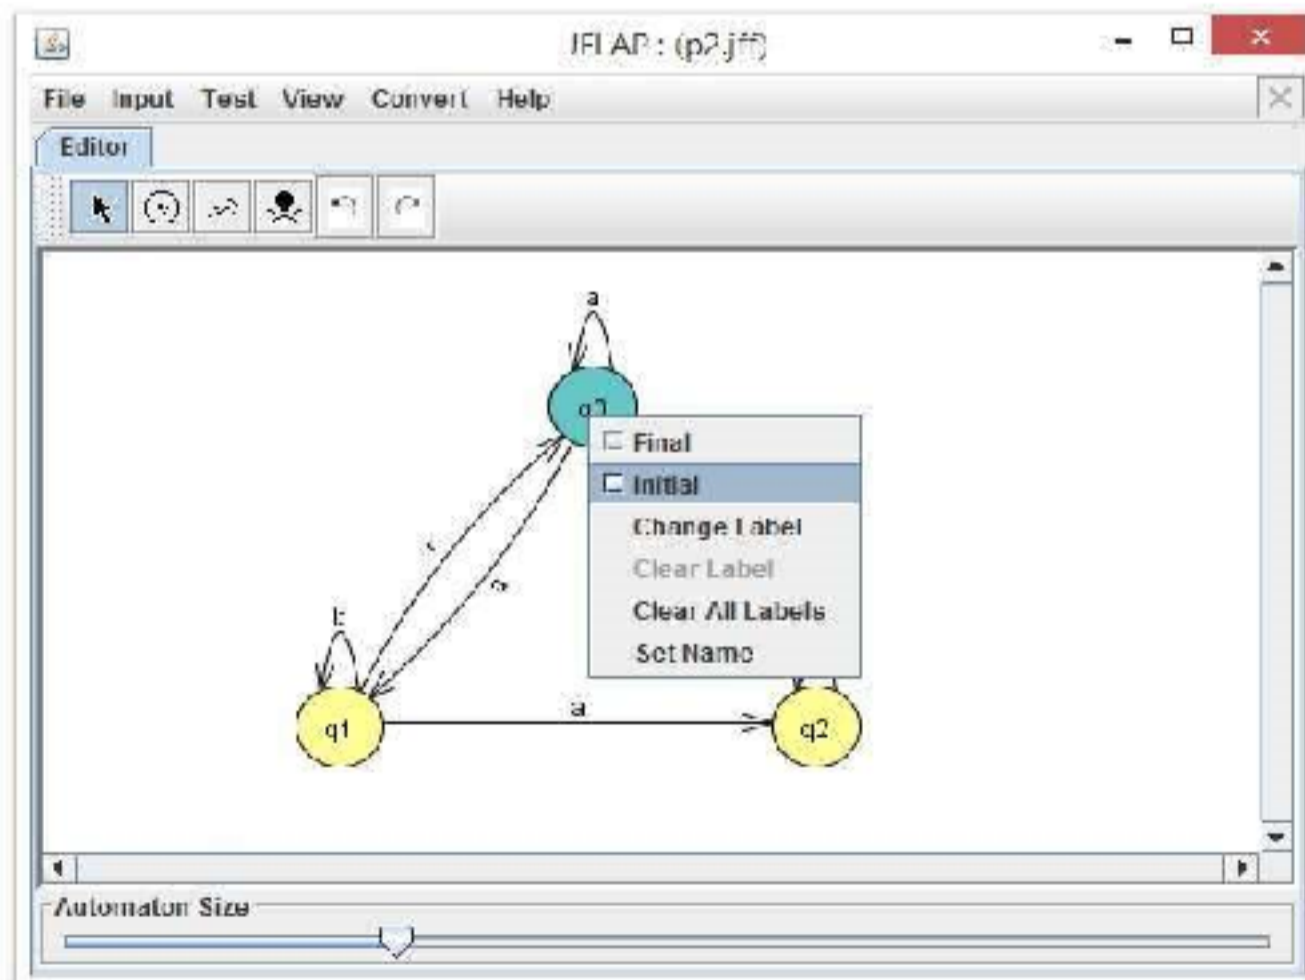 JFLAP : (p2.jff)
File Input Test View Convert Help
Editor
a
Final
Initial
Change Label
Clear Label
Clear All Labels
Set Name
b
q1
a
q2
Automaton Size